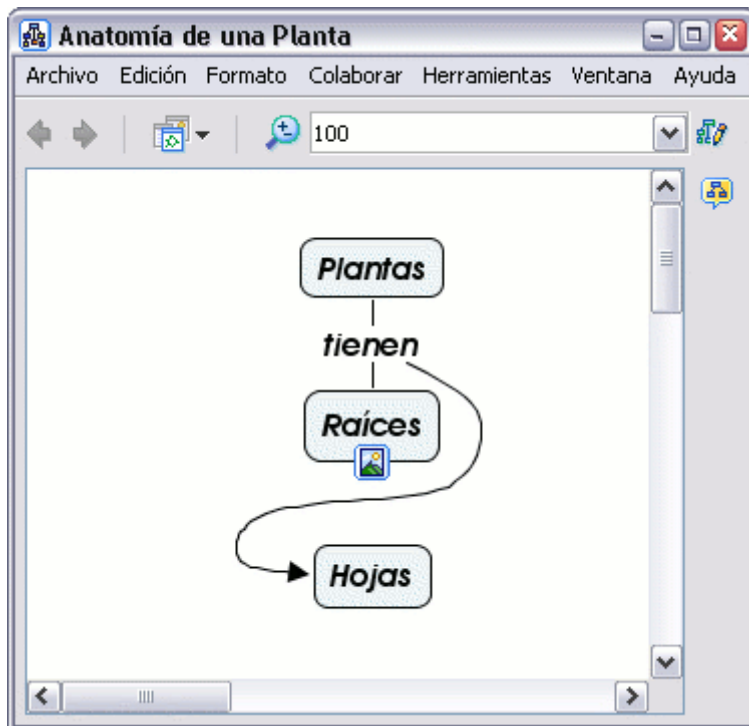 Anatomía de una Planta
Archivo Edición Formato Colaborar Herramientas Ventana Ayuda
100
Plantas
tienen
Raíces
Hojas